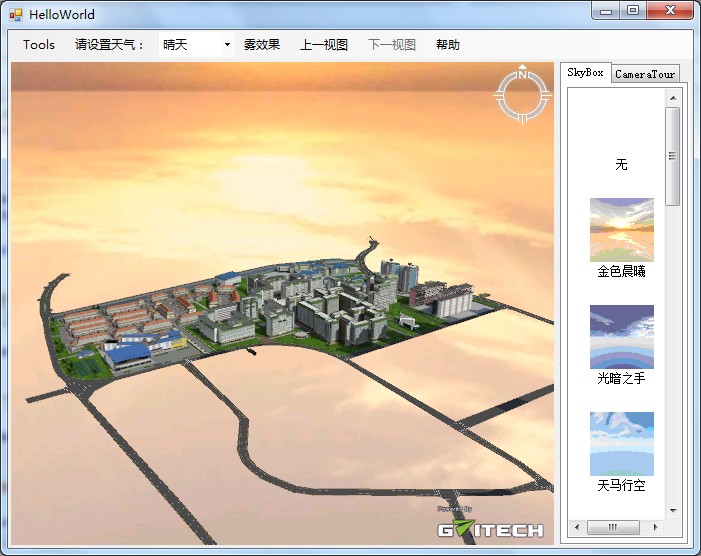 HelloWorld
Tools 请设置天气： 晴天 雾效果 上一视图 下一视图 帮助
SkyBox CameraTour
N
无
金色晨曦
光暗之手
天马行空
Powered By
GVITECH